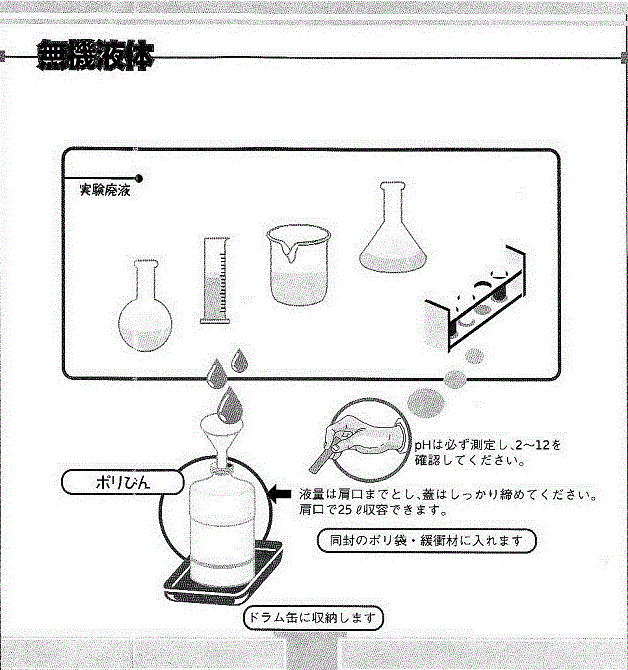 無機液体
実験廃液
pHは必ず測定し、2〜12を
確認してください。
ポリびん
液量は肩口までとし、蓋はしっかり締めてください。
肩口で25ℓ収容できます。
同封のポリ袋・緩衝材に入れます
ドラム缶に収納します